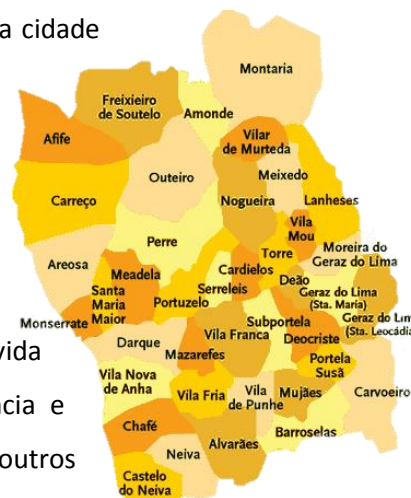 a cidade
Montaria
Freixieiro
de Soutelo
Amonde
Afife
Vilar
de Murteda
Outeiro
Meixedo
Carreço
Nogueira
Lanheses
Vila
Mou
Perre
Moreira do
Geraz do Lima
Areosa
Torre
Cardielos
Meadela
Deão
Santa
Maria
Maior
Serreleis
Geraz do Lima
(Sta. Maria)
Portuzelo
Geraz do Lim
(Sta. Leocádia
Monserrate
Subportela
Vila Franca
Darque
Deocriste
vida
Mazarefes
Portela
Susã
Vila Nova
de Anha
Vila Fria
Vila
de Punhe
Mujães
Carvoeiro
ncia e
Chafé
Barroselas
Alvarães
Neiva
outros
Castelo
do Neiva